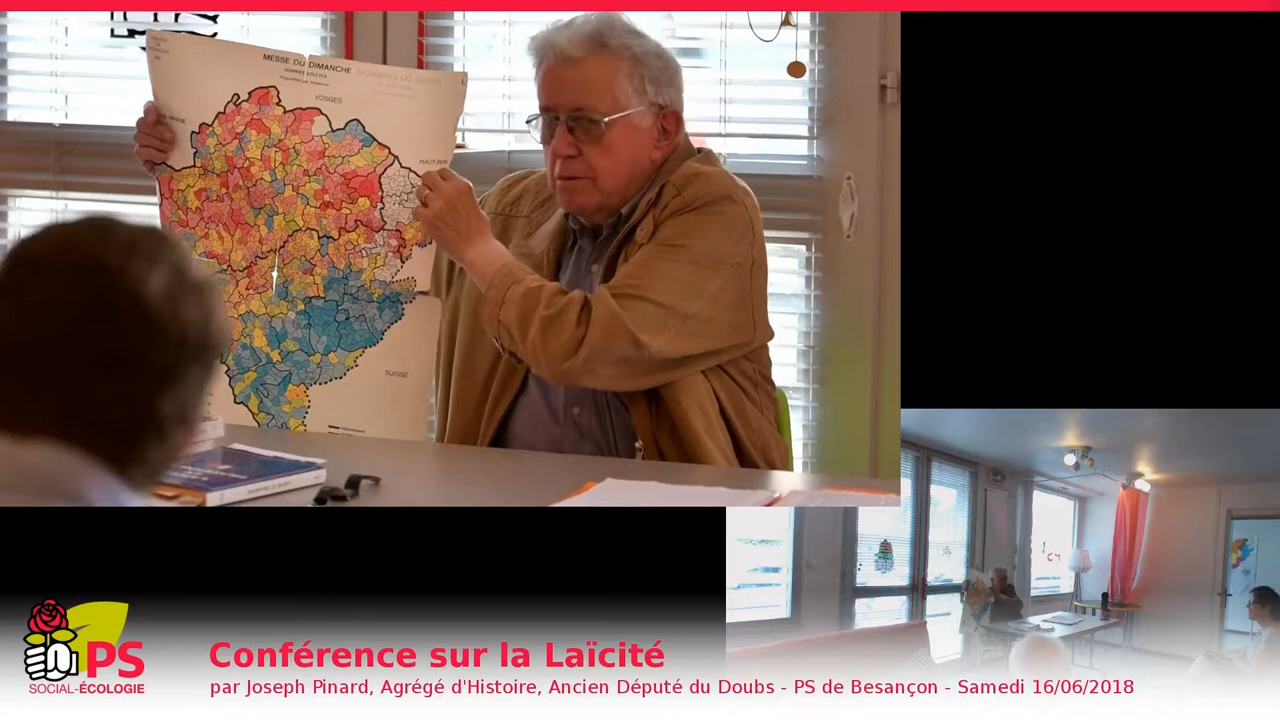 MESSE DU DIMANCHE
VOSGES
HAUT-RHIN
SUISSE
PS
SOCIAL-ÉCOLOGIE
Conférence sur la Laïcité
par Joseph Pinard, Agrégé d'Histoire, Ancien Député du Doubs - PS de Besançon - Samedi 16/06/2018